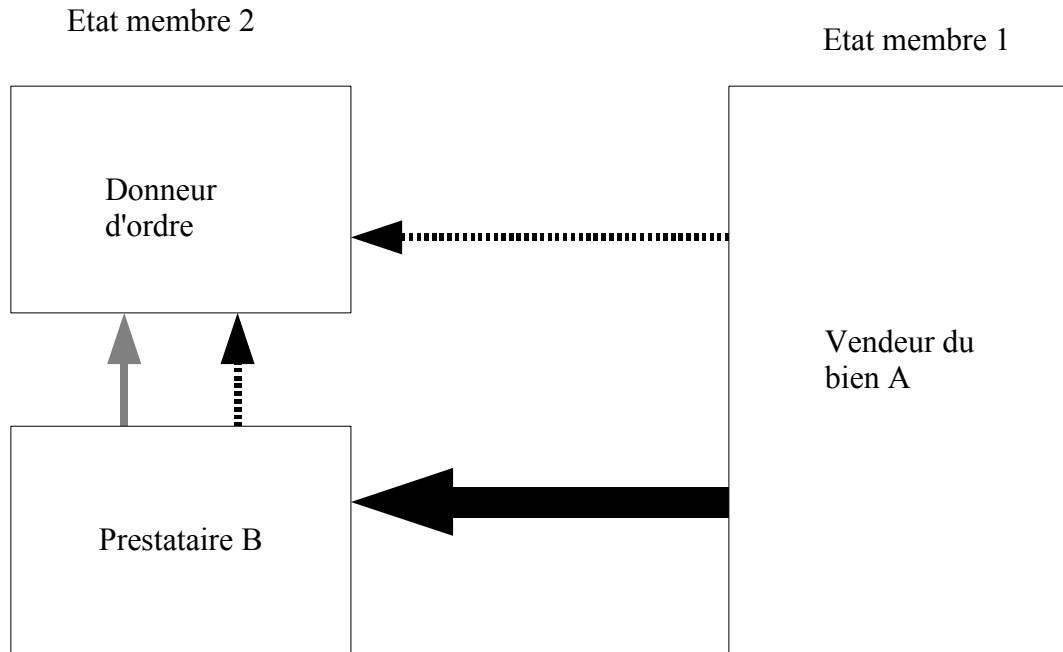 Etat membre 2
Etat membre 1
Donneur
d'ordre
Vendeur du
bien A
Prestataire B